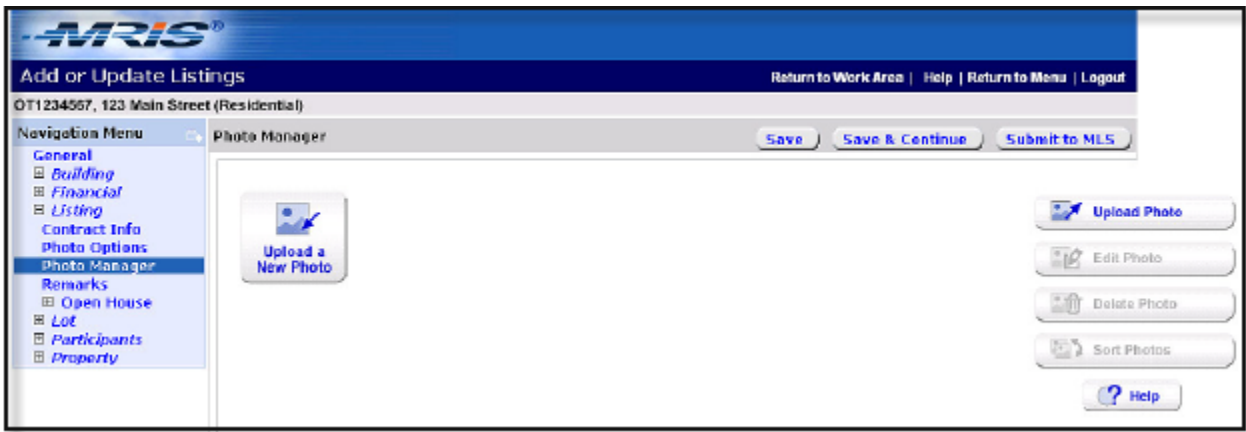 MRIS®
Add or Update Listings
Return to Work Area | Help | Return to Menu | Logout
OT1234567, 123 Main Street (Residential)
Navigation Menu
General
Building
Financial
Listing
Contract Info
Photo Options
Photo Manager
Remarks
Open House
Lot
Participants
Property
Photo Manager
Save
Save & Continue
Submit to MLS
Upload a
New Photo
Upload Photo
Edit Photo
Delete Photo
Sort Photos
Help